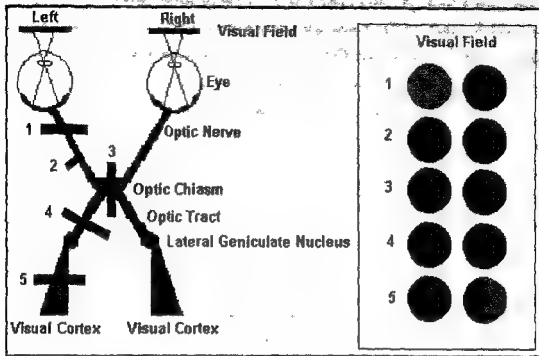 Left Right
Visual Field
Eye
1
Optic Nerve
2
3
Optic Chiasm
4
Optic Tract
Lateral Geniculate Nucleus
5
Visual Cortex Visual Cortex
Visual Field
1
2
3
4
5